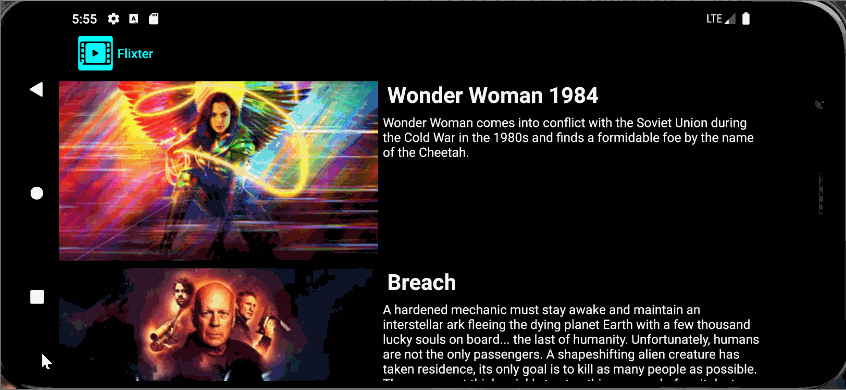 5:55
A
LTE
Flixter
Wonder Woman 1984
Wonder Woman comes into conflict with the Soviet Union during
the Cold War in the 1980s and finds a formidable foe by the name
of the Cheetah.
Breach
A hardened mechanic must stay awake and maintain an
interstellar ark fleeing the dying planet Earth with a few thousand
lucky souls on board... the last of humanity. Unfortunately, humans
are not the only passengers. A shapeshifting alien creature has
taken residence, its only goal is to kill as many people as possible.